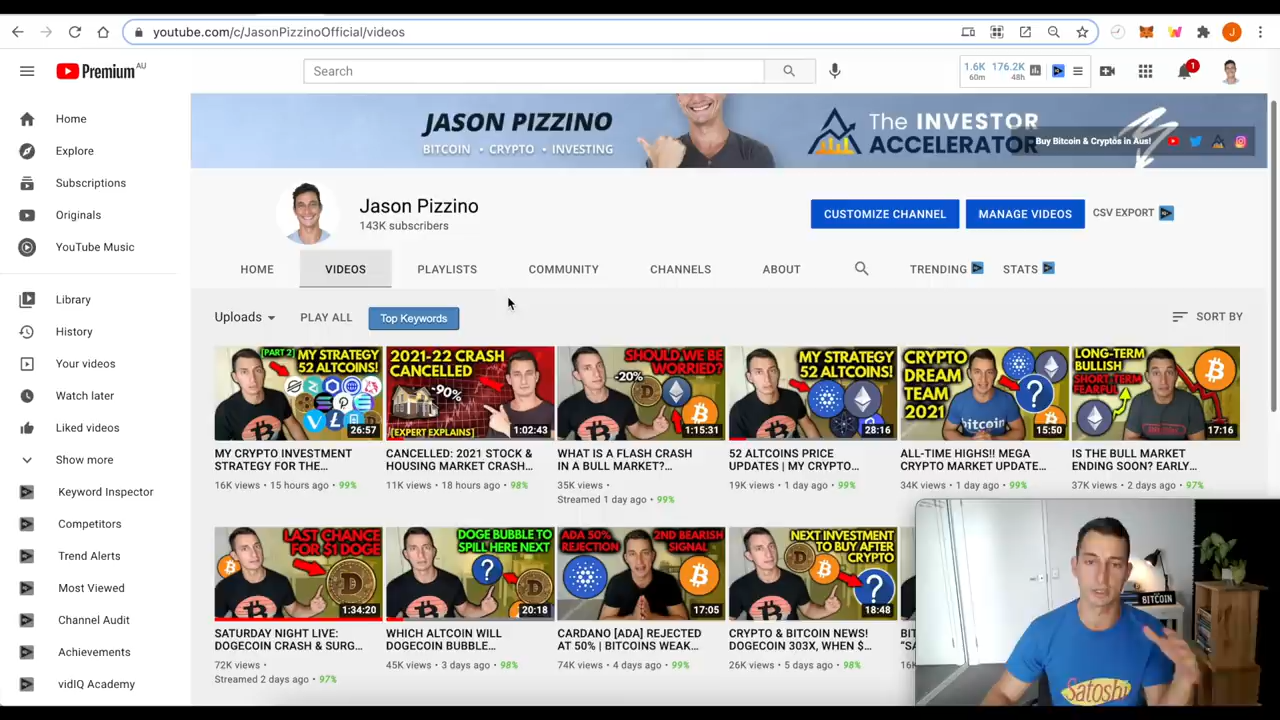 youtube.com/c/JasonPizzinoOfficial/videos
J
Premium AU
Search
1.6K 176.2K
60m 48h
1
JASON PIZZINO
BITCOIN • CRYPTO • INVESTING
The INVESTOR
ACCELERATOR
Buy Bitcoin & Cryptos in Aus!
Home
Explore
Subscriptions
Originals
YouTube Music
Library
History
Your videos
Watch later
Liked videos
Show more
Keyword Inspector
Competitors
Trend Alerts
Most Viewed
Channel Audit
Achievements
vidIQ Academy
Jason Pizzino
143K subscribers
CUSTOMIZE CHANNEL
MANAGE VIDEOS
CSV EXPORT
HOME VIDEOS PLAYLISTS COMMUNITY CHANNELS ABOUT TRENDING STATS
Uploads PLAY ALL Top Keywords SORT BY
[PART 2] MY STRATEGY
52 ALTCOINS!
26:57
MY CRYPTO INVESTMENT
STRATEGY FOR THE...
16K views • 15 hours ago • 99%
2021-22 CRASH
CANCELLED
-90%
[EXPERT EXPLAINS]
1:02:43
CANCELLED: 2021 STOCK &
HOUSING MARKET CRASH...
11K views • 18 hours ago • 98%
SHOULD WE BE
WORRIED?
-20%
1:15:31
WHAT IS A FLASH CRASH
IN A BULL MARKET?...
35K views •
Streamed 1 day ago • 99%
MY STRATEGY
52 ALTCOINS!
28:16
52 ALTCOINS PRICE
UPDATES | MY CRYPTO...
19K views • 1 day ago • 99%
CRYPTO
DREAM
TEAM
2021
bitcoin
15:50
ALL-TIME HIGHS!! MEGA
CRYPTO MARKET UPDATE...
34K views • 1 day ago • 99%
LONG-TERM
BULLISH
SHORT-TERM
FEARFUL
17:16
IS THE BULL MARKET
ENDING SOON? EARLY...
37K views • 2 days ago • 97%
LAST CHANCE
FOR $1 DOGE
1:34:20
SATURDAY NIGHT LIVE:
DOGECOIN CRASH & SURG...
72K views •
Streamed 2 days ago • 97%
DOGE BUBBLE TO
SPILL HERE NEXT
20:18
WHICH ALTCOIN WILL
DOGECOIN BUBBLE...
45K views • 3 days ago • 98%
ADA 50%
REJECTION
2ND BEARISH
SIGNAL
17:05
CARDANO [ADA] REJECTED
AT 50% | BITCOINS WEAK...
74K views • 4 days ago • 99%
NEXT INVESTMENT
TO BUY AFTER
CRYPTO
18:48
CRYPTO & BITCOIN NEWS!
DOGECOIN 303X, WHEN $...
26K views • 5 days ago • 98%
BITCOIN
Satoshi